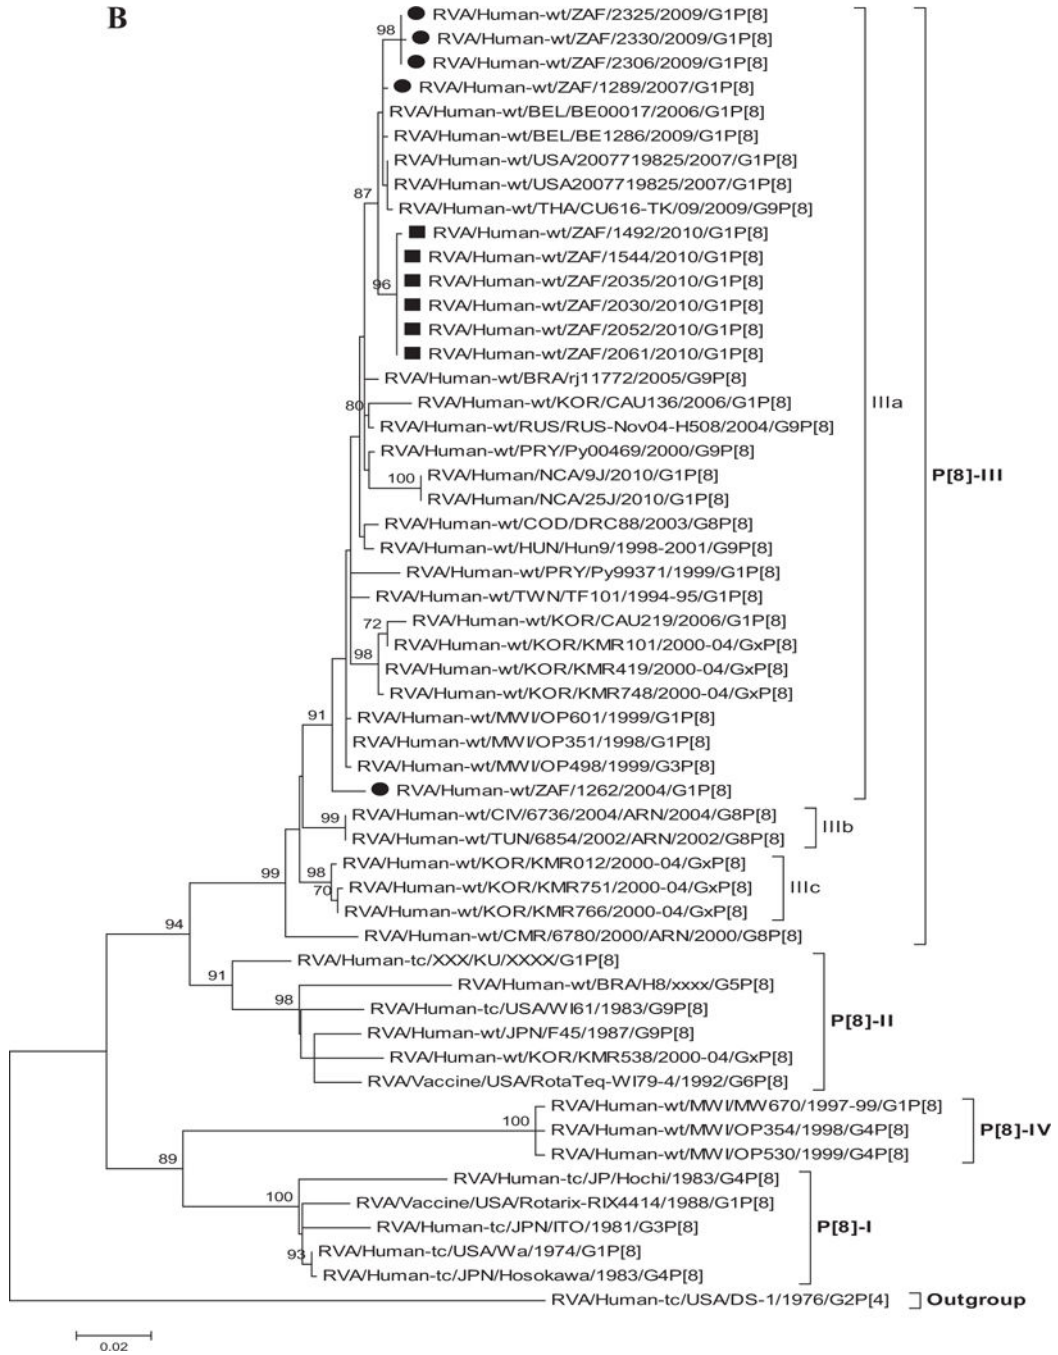 B
98
RVA/Human-wt/ZAF/2325/2009/G1P[8]
RVA/Human-wt/ZAF/2330/2009/G1P[8]
RVA/Human-wt/ZAF/2306/2009/G1P[8]
RVA/Human-wt/ZAF/1289/2007/G1P[8]
RVA/Human-wt/BEL/BE00017/2006/G1P[8]
RVA/Human-wt/BEL/BE1286/2009/G1P[8]
RVA/Human-wt/USA/2007719825/2007/G1P[8]
RVA/Human-wt/USA2007719825/2007/G1P[8]
87
RVA/Human-wt/THA/CU616-TK/09/2009/G9P[8]
RVA/Human-wt/ZAF/1492/2010/G1P[8]
RVA/Human-wt/ZAF/1544/2010/G1P[8]
96
RVA/Human-wt/ZAF/2035/2010/G1P[8]
RVA/Human-wt/ZAF/2030/2010/G1P[8]
RVA/Human-wt/ZAF/2052/2010/G1P[8]
RVA/Human-wt/ZAF/2061/2010/G1P[8]
RVA/Human-wt/BRA/rj11772/2005/G9P[8]
80
RVA/Human-wt/KOR/CAU136/2006/G1P[8]
IIIa
RVA/Human-wt/RUS/RUS-Nov04-H508/2004/G9P[8]
RVA/Human-wt/PRY/Py00469/2000/G9P[8]
100
RVA/Human/NCA/9J/2010/G1P[8]
P[8]-III
RVA/Human/NCA/25J/2010/G1P[8]
RVA/Human-wt/COD/DRC88/2003/G8P[8]
RVA/Human-wt/HUN/Hun9/1998-2001/G9P[8]
RVA/Human-wt/PRY/Py99371/1999/G1P[8]
RVA/Human-wt/TWN/TF101/1994-95/G1P[8]
72
RVA/Human-wt/KOR/CAU219/2006/G1P[8]
RVA/Human-wt/KOR/KMR101/2000-04/GxP[8]
98
RVA/Human-wt/KOR/KMR419/2000-04/GxP[8]
RVA/Human-wt/KOR/KMR748/2000-04/GxP[8]
91
RVA/Human-wt/MWI/OP601/1999/G1P[8]
RVA/Human-wt/MWI/OP351/1998/G1P[8]
RVA/Human-wt/MWI/OP498/1999/G3P[8]
RVA/Human-wt/ZAF/1262/2004/G1P[8]
99
RVA/Human-wt/CIV/6736/2004/ARN/2004/G8P[8]
IIIb
RVA/Human-wt/TUN/6854/2002/ARN/2002/G8P[8]
98
RVA/Human-wt/KOR/KMR012/2000-04/GxP[8]
99
70
RVA/Human-wt/KOR/KMR751/2000-04/GxP[8]
IIIc
RVA/Human-wt/KOR/KMR766/2000-04/GxP[8]
94
RVA/Human-wt/CMR/6780/2000/ARN/2000/G8P[8]
RVA/Human-tc/XXX/KU/XXXX/G1P[8]
91
RVA/Human-wt/BRA/H8/xxxx/G5P[8]
98
RVA/Human-tc/USA/WI61/1983/G9P[8]
P[8]-II
RVA/Human-wt/JPN/F45/1987/G9P[8]
RVA/Human-wt/KOR/KMR538/2000-04/GxP[8]
RVA/Vaccine/USA/RotaTeq-WI79-4/1992/G6P[8]
RVA/Human-wt/MWI/MW670/1997-99/G1P[8]
100
RVA/Human-wt/MWI/OP354/1998/G4P[8]
P[8]-IV
RVA/Human-wt/MWI/OP530/1999/G4P[8]
89
RVA/Human-tc/JP/Hochi/1983/G4P[8]
100
RVA/Vaccine/USA/Rotarix-RIX4414/1988/G1P[8]
RVA/Human-tc/JPN/ITO/1981/G3P[8]
P[8]-I
93
RVA/Human-tc/USA/Wa/1974/G1P[8]
RVA/Human-tc/JPN/Hosokawa/1983/G4P[8]
RVA/Human-tc/USA/DS-1/1976/G2P[4]
Outgroup
0.02